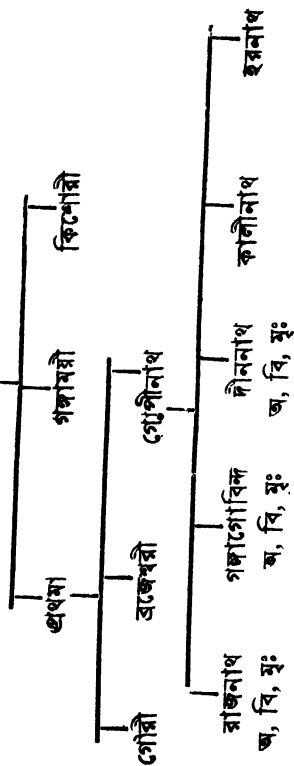 প্রথমা গঙ্গাময়ী কিশোরী
গৌরী ব্রজেশ্বরী গোপীনাথ
রাজনাথ গঙ্গাগোবিন্দ দীননাথ কালীনাথ হরনাথ
অ, বি, মৃঃ অ, বি, মৃঃ অ, বি, মৃঃ